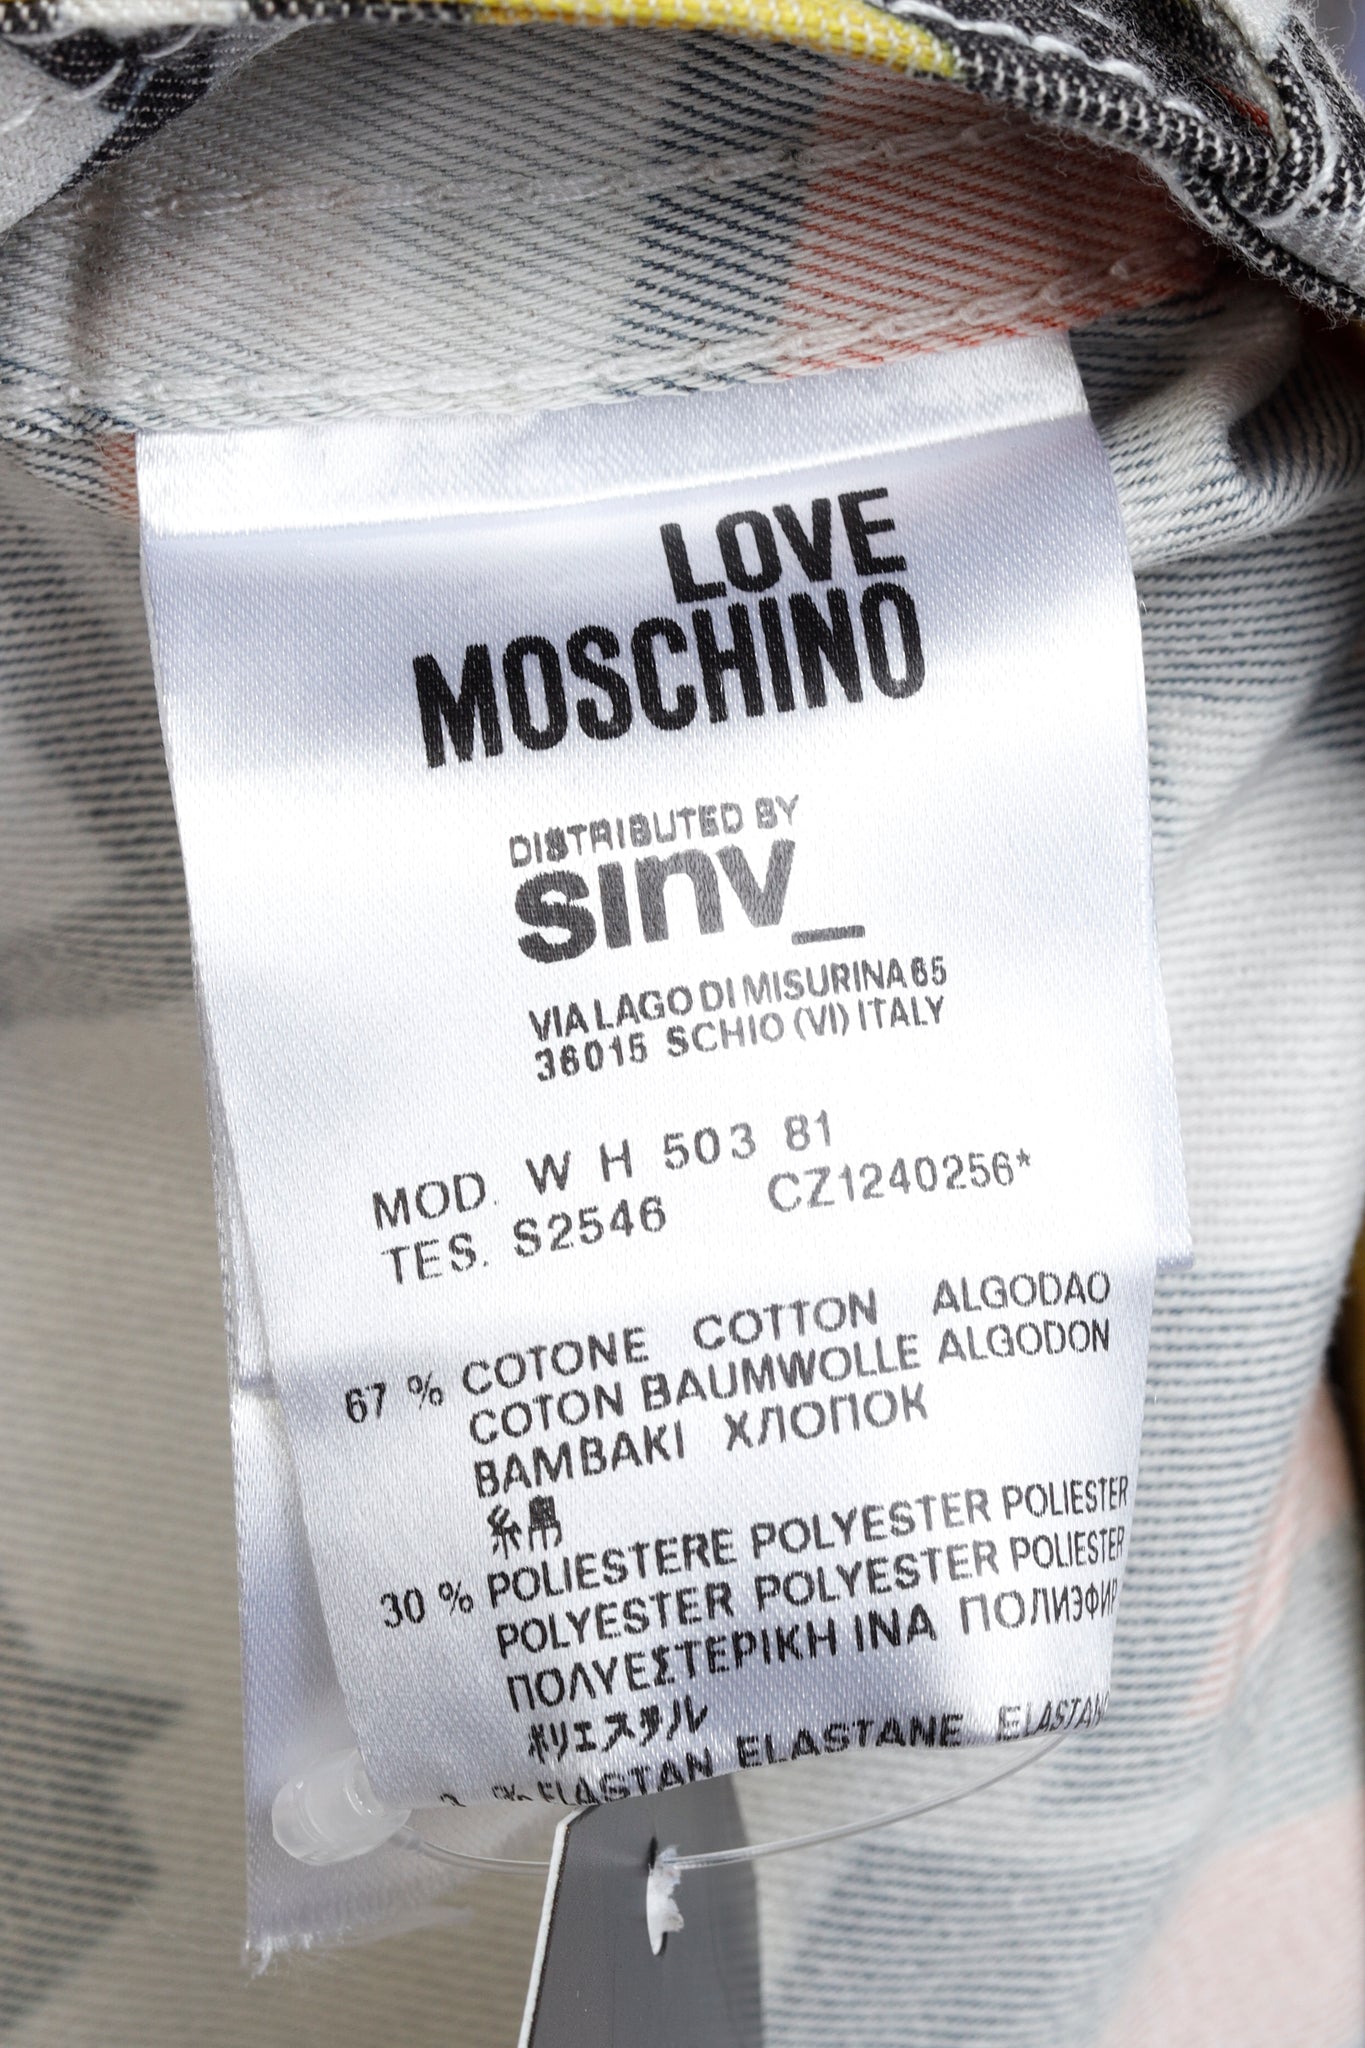 LOVE
MOSCHINO
DISTRIBUTED BY
sınv_
VIA LAGO DI MISURINA 65
36015 SCHIO (VI) ITALY
MOD. W H 503 81
TES. S2546 CZ1240256*
67 % COTONE COTTON ALGODAO
COTON BAUMWOLLE ALGODON
BAMBAKI ХЛОПОК
綿
30 % POLIESTERE POLYESTER POLIESTER
POLYESTER POLYESTER POLIESTER
ΠΟΛΥΕΣΤΕΡΙΚΗ ΙΝΑ ПОЛИЭФИР
ポリエステル
% ELASTAN ELASTANE ELASTAN